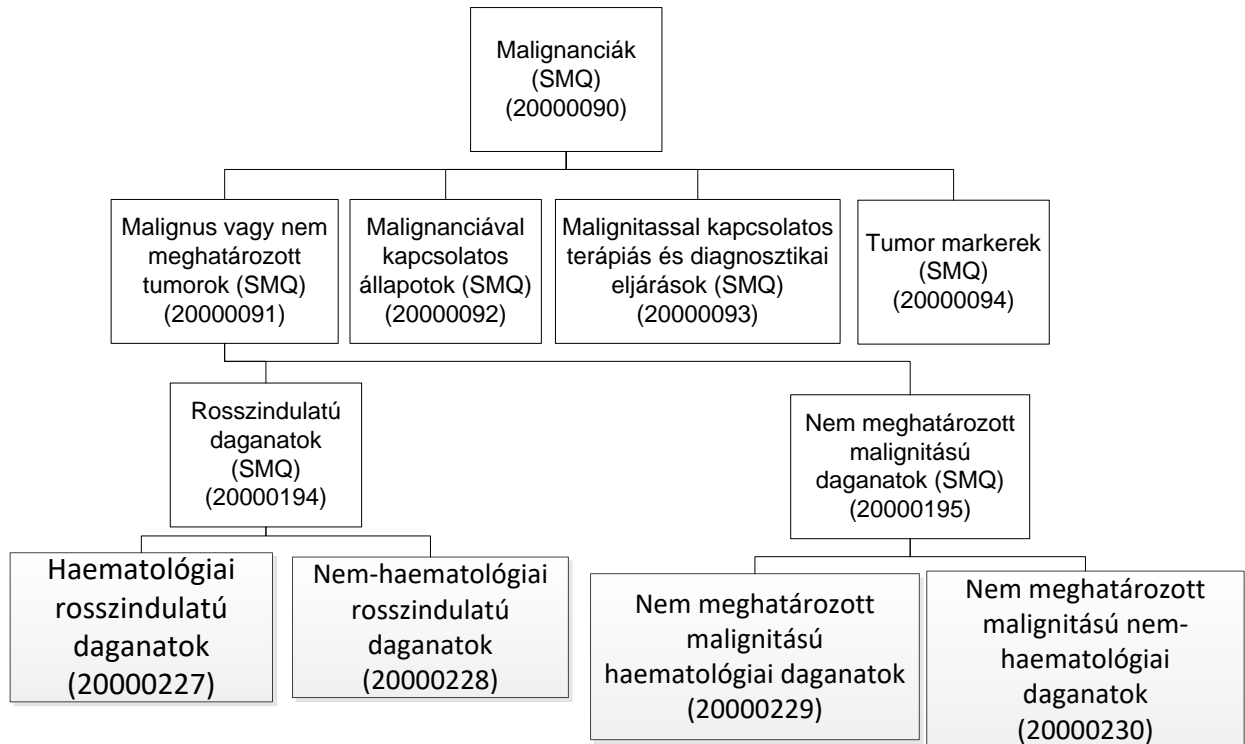 Malignanciák
(SMQ)
(20000090)
Malignus vagy nem
meghatározott
tumorok (SMQ)
(20000091)
Malignanciával
kapcsolatos
állapotok (SMQ)
(20000092)
Malignitassal kapcsolatos
terápiás és diagnosztikai
eljárások (SMQ)
(20000093)
Tumor markerek
(SMQ)
(20000094)
Rosszindulatú
daganatok
(SMQ)
(20000194)
Nem meghatározott
malignitású
daganatok (SMQ)
(20000195)
Haematológiai
rosszindulatú
daganatok
(20000227)
Nem-haematológiai
rosszindulatú
daganatok
(20000228)
Nem meghatározott
malignitású
haematológiai daganatok
(20000229)
Nem meghatározott
malignitású nem-
haematológiai
daganatok
(20000230)